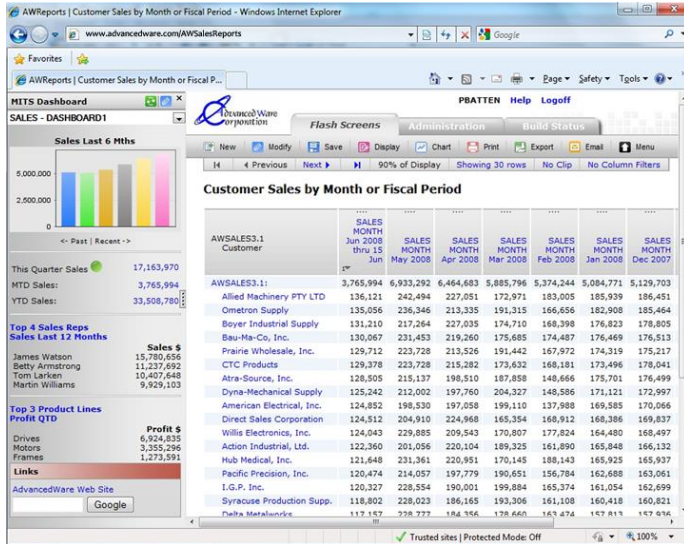 AWReports | Customer Sales by Month or Fiscal Period - Windows Internet Explorer
www.advancedware.com/AWSalesReports
Google
Favorites
AWReports | Customer Sales by Month or Fiscal P...
Page Safety Tools
MITS Dashboard
SALES - DASHBOARD1
Sales Last 6 Mths
5,000,000
2,500,000
0
<- Past | Recent ->
This Quarter Sales 17,163,970
MTD Sales: 3,765,994
YTD Sales: 33,508,780
Top 4 Sales Reps
Sales Last 12 Months
Sales $
James Watson 15,780,656
Betty Armstrong 11,237,692
Tom Larken 10,407,648
Martin Williams 9,929,103
Top 3 Product Lines
Profit QTD
Profit $
Drives 6,924,835
Motors 3,355,296
Frames 1,273,591
Links
AdvancedWare Web Site
Google
AdvancedWare Corporation
PBATTEN Help Logoff
Flash Screens Administration Build Status
New Modify Save Display Chart Print Export Email Menu
Previous Next 90% of Display Showing 30 rows No Clip No Column Filters
Customer Sales by Month or Fiscal Period
AWSALES3.1 Customer
SALES MONTH Jun 2008 thru 15 Jun
SALES MONTH May 2008
SALES MONTH Apr 2008
SALES MONTH Mar 2008
SALES MONTH Feb 2008
SALES MONTH Jan 2008
SALES MONTH Dec 2007
AWSALES3.1: 3,765,994 6,933,292 6,464,683 5,885,796 5,374,244 5,084,771 5,129,703
Allied Machinery PTY LTD 136,121 242,494 227,051 172,971 183,005 185,939 186,451
Ometron Supply 135,056 236,346 213,335 191,315 166,656 182,908 185,464
Boyer Industrial Supply 131,210 217,264 227,035 174,710 168,398 176,823 178,805
Bau-Ma-Co, Inc. 130,067 231,453 219,260 175,685 174,487 176,469 176,513
Prairie Wholesale, Inc. 129,712 223,728 213,526 191,442 167,972 174,319 175,217
CTC Products 129,378 223,728 215,282 173,632 168,181 173,496 178,041
Atra-Source, Inc. 128,505 215,137 198,510 187,858 148,666 175,701 176,499
Dyna-Mechanical Supply 125,242 212,002 197,760 204,327 148,586 171,121 172,997
American Electrical, Inc. 124,852 198,530 197,058 199,110 137,988 169,585 170,066
Direct Sales Corporation 124,512 204,910 224,968 165,354 168,912 168,386 169,837
Willis Electronics, Inc. 124,043 229,885 209,543 170,807 177,824 164,480 168,497
Action Industrial, Ltd. 122,360 201,056 220,104 189,325 161,890 165,848 166,132
Hub Medical, Inc. 121,648 231,361 220,951 170,145 188,143 165,925 165,937
Pacific Precision, Inc. 120,474 214,057 197,779 190,651 156,784 162,688 163,061
I.G.P. Inc. 120,327 228,554 190,001 199,884 165,374 161,054 162,699
Syracuse Production Supp. 118,802 228,023 186,165 193,306 161,108 160,418 160,821
Delta Metalworks 117,157 228,777 184,356 178,660 163,474 157,813 157,936
Trusted sites | Protected Mode: Off
100%